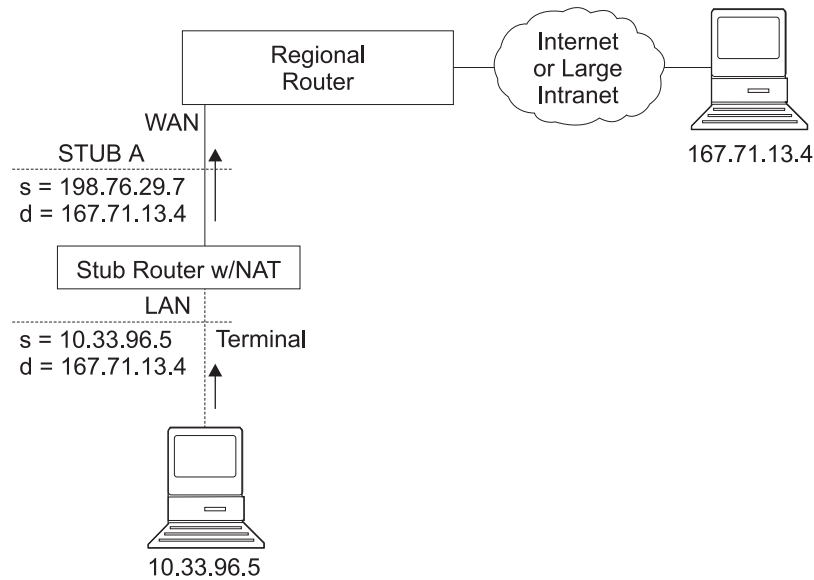 Regional
Router
Internet
or Large
Intranet
167.71.13.4
WAN
STUB A
s = 198.76.29.7
d = 167.71.13.4
Stub Router w/NAT
LAN
s = 10.33.96.5
d = 167.71.13.4
Terminal
10.33.96.5